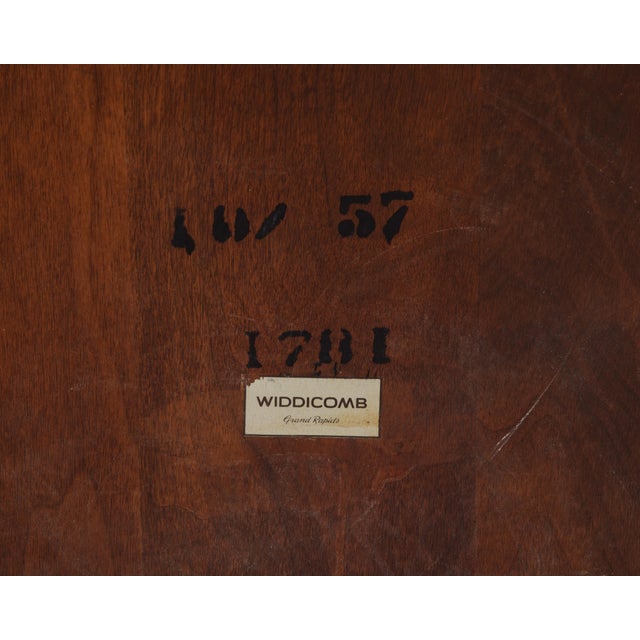 10/ 57
1781
WIDDICOMB
Grand Rapids